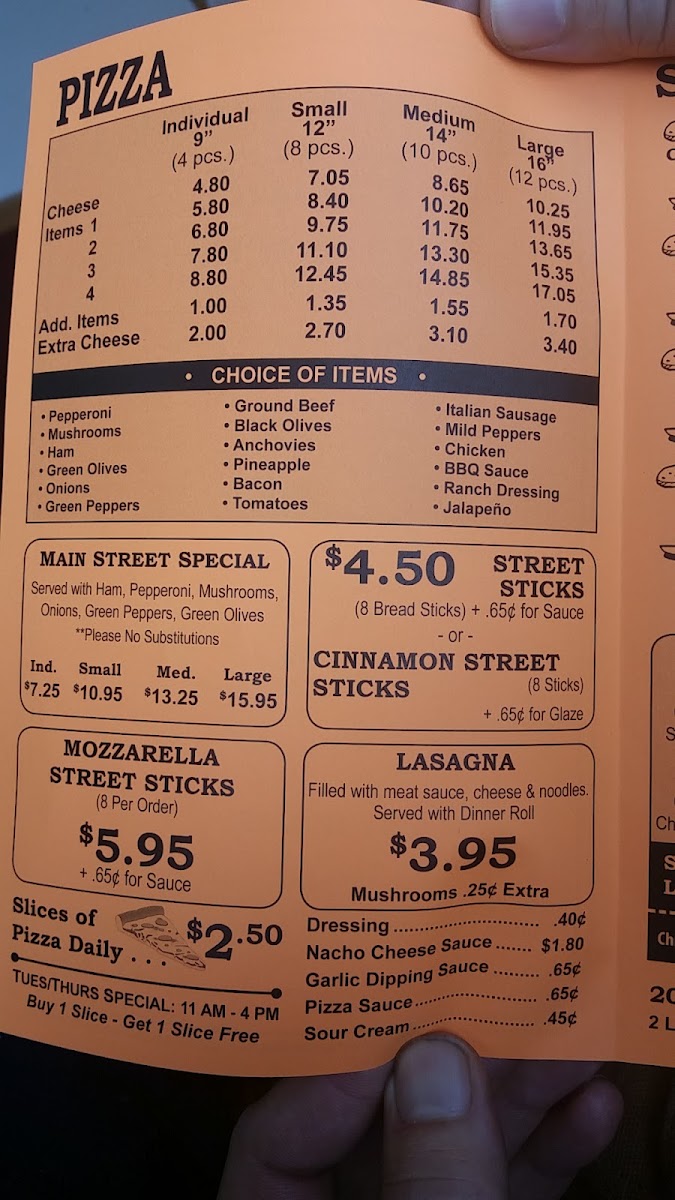 PIZZA
Individual 9" (4 pcs.) Small 12" (8 pcs.) Medium 14" (10 pcs.) Large 16" (12 pcs.)
Cheese 4.80 7.05 8.65 10.25
Items 1 5.80 8.40 10.20 11.95
2 6.80 9.75 11.75 13.65
3 7.80 11.10 13.30 15.35
4 8.80 12.45 14.85 17.05
Add. Items 1.00 1.35 1.55 1.70
Extra Cheese 2.00 2.70 3.10 3.40
• CHOICE OF ITEMS •
• Pepperoni
• Mushrooms
• Ham
• Green Olives
• Onions
• Green Peppers
• Ground Beef
• Black Olives
• Anchovies
• Pineapple
• Bacon
• Tomatoes
• Italian Sausage
• Mild Peppers
• Chicken
• BBQ Sauce
• Ranch Dressing
• Jalapeño
MAIN STREET SPECIAL
Served with Ham, Pepperoni, Mushrooms,
Onions, Green Peppers, Green Olives
**Please No Substitutions
Ind. Small Med. Large
$7.25 $10.95 $13.25 $15.95
$4.50 STREET
STICKS
(8 Bread Sticks) + .65¢ for Sauce
- or -
CINNAMON STREET
STICKS (8 Sticks)
+ .65¢ for Glaze
MOZZARELLA
STREET STICKS
(8 Per Order)
$5.95
+ .65¢ for Sauce
LASAGNA
Filled with meat sauce, cheese & noodles.
Served with Dinner Roll
$3.95
Mushrooms .25¢ Extra
Slices of
Pizza Daily . . . $2.50
TUES/THURS SPECIAL: 11 AM - 4 PM
Buy 1 Slice - Get 1 Slice Free
Dressing .......................... .40¢
Nacho Cheese Sauce ...... $1.80
Garlic Dipping Sauce ......... .65¢
Pizza Sauce ..................... .65¢
Sour Cream ..................... .45¢